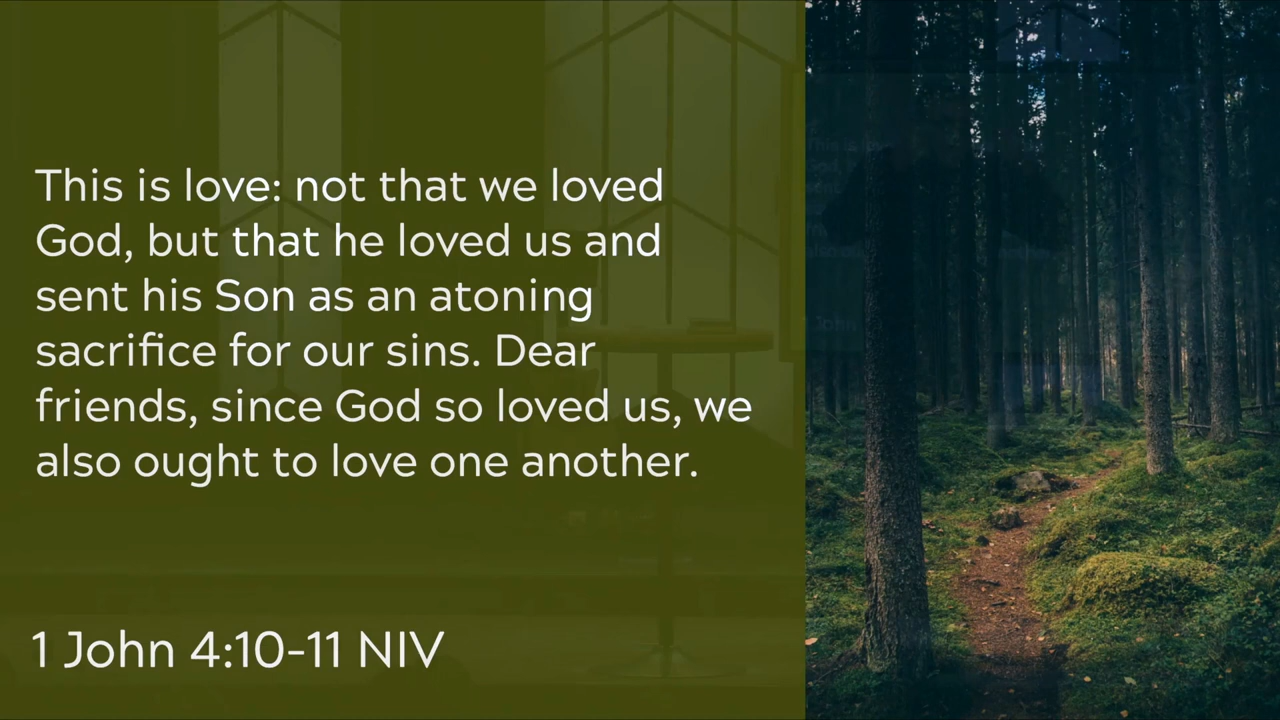 This is love: not that we loved
God, but that he loved us and
sent his Son as an atoning
sacrifice for our sins. Dear
friends, since God so loved us, we
also ought to love one another.
1 John 4:10-11 NIV